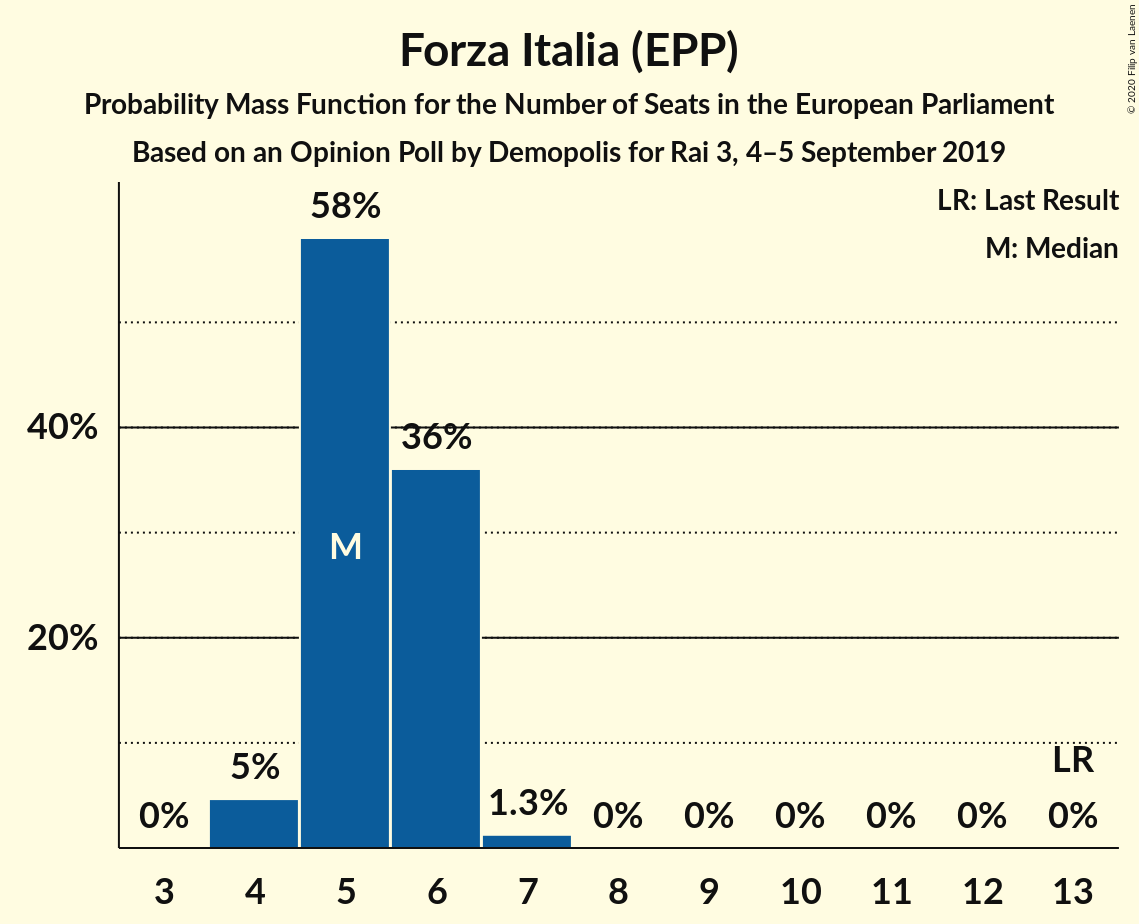 Forza Italia (EPP)
Probability Mass Function for the Number of Seats in the European Parliament
Based on an Opinion Poll by Demopolis for Rai 3, 4–5 September 2019
© 2020 Filip van Laenen
LR: Last Result
M: Median
40%
20%
0%
5%
58%
M
36%
1.3%
0%
0%
0%
0%
0%
LR
0%
3 4 5 6 7 8 9 10 11 12 13